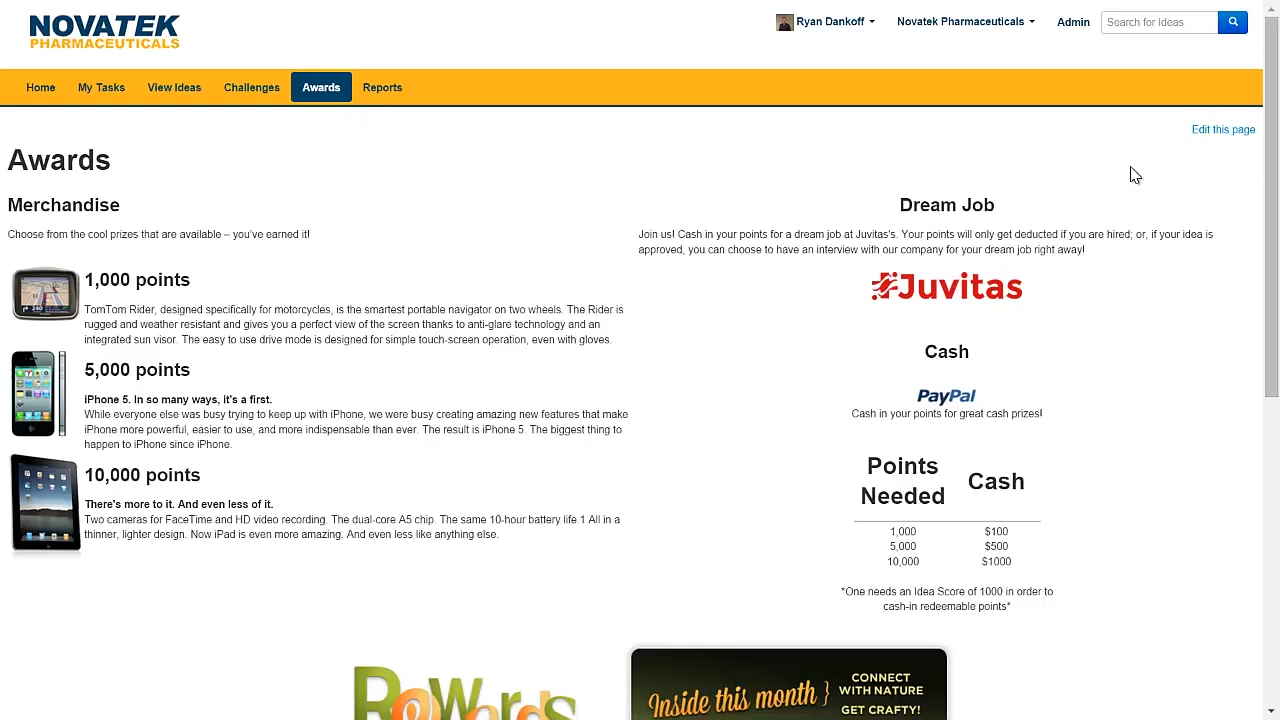 NOVATEK
PHARMACEUTICALS
Ryan Dankoff
Novatek Pharmaceuticals
Admin
Search for Ideas
Home
My Tasks
View Ideas
Challenges
Awards
Reports
Edit this page
Awards
Merchandise
Choose from the cool prizes that are available – you've earned it!
1,000 points
TomTom Rider, designed specifically for motorcycles, is the smartest portable navigator on two wheels. The Rider is
rugged and weather resistant and gives you a perfect view of the screen thanks to anti-glare technology and an
integrated sun visor. The easy to use drive mode is designed for simple touch-screen operation, even with gloves.
5,000 points
iPhone 5. In so many ways, it's a first.
While everyone else was busy trying to keep up with iPhone, we were busy creating amazing new features that make
iPhone more powerful, easier to use, and more indispensable than ever. The result is iPhone 5. The biggest thing to
happen to iPhone since iPhone.
10,000 points
There's more to it. And even less of it.
Two cameras for FaceTime and HD video recording. The dual-core A5 chip. The same 10-hour battery life.1 All in a
thinner, lighter design. Now iPad is even more amazing. And even less like anything else.
Dream Job
Join us! Cash in your points for a dream job at Juvitas's. Your points will only get deducted if you are hired; or, if your idea is
approved, you can choose to have an interview with our company for your dream job right away!
Juvitas
Cash
PayPal
Cash in your points for great cash prizes!
Points Needed Cash
1,000 $100
5,000 $500
10,000 $1000
*One needs an Idea Score of 1000 in order to
cash-in redeemable points*
Rewards
Inside this month }
CONNECT
WITH NATURE
GET CRAFTY!